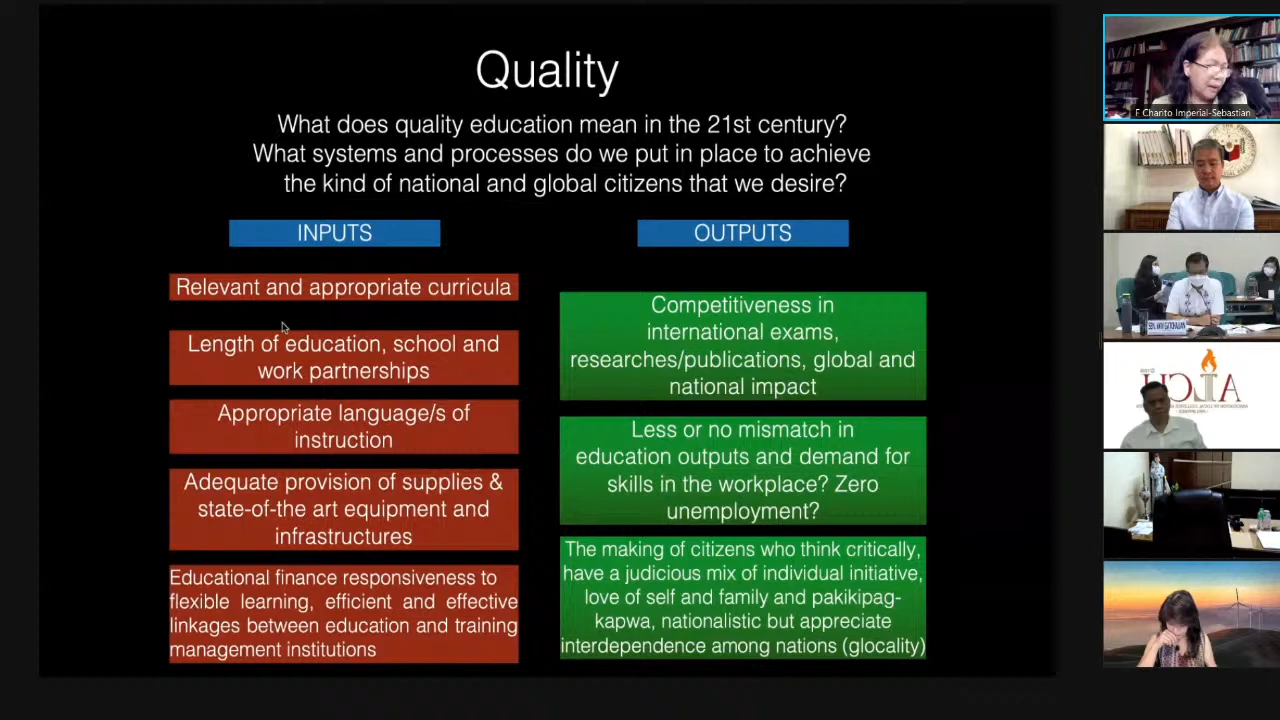 Quality
What does quality education mean in the 21st century?
What systems and processes do we put in place to achieve
the kind of national and global citizens that we desire?
INPUTS
Relevant and appropriate curricula
Length of education, school and
work partnerships
Appropriate language/s of
instruction
Adequate provision of supplies &
state-of-the art equipment and
infrastructures
Educational finance responsiveness to
flexible learning, efficient and effective
linkages between education and training
management institutions
OUTPUTS
Competitiveness in
international exams,
researches/publications, global and
national impact
Less or no mismatch in
education outputs and demand for
skills in the workplace? Zero
unemployment?
The making of citizens who think critically,
have a judicious mix of individual initiative,
love of self and family and pakikipag-
kapwa, nationalistic but appreciate
interdependence among nations (glocality)
F Charito Imperial-Sebastian
SEN. WIN GATCHALIAN
ALCU